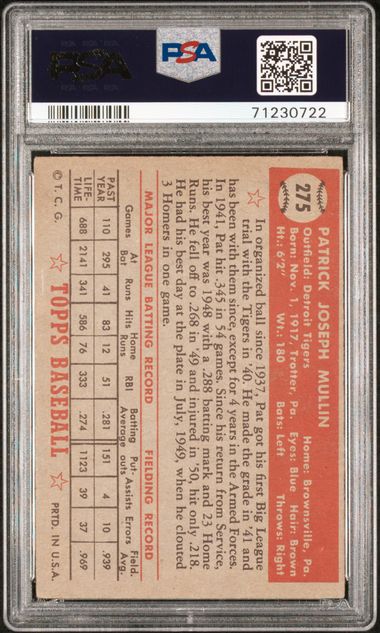 PSA
PSA
71230722
275
PATRICK JOSEPH MULLIN
Outfield: Detroit Tigers Home: Brownsville, Pa.
Born: Nov. 1, 1917, Trotter, Pa. Eyes: Blue Hair: Brown
Ht.: 6'2" Wt.: 180 Bats: Left Throws: Right
In organized ball since 1937, Pat got his first Big League
trial with the Tigers in '40. He made the grade in '41 and
has been with them since, except for 4 years in the Armed Forces.
In 1941, Pat hit .345 in 54 games. Since his return from Service,
his best year was 1948 with a .288 batting mark and 23 Home
Runs. He fell off to .268 in '49 and injured in '50, hit only .218.
He had his best day at the plate in July, 1949, when he clouted
3 Homers in one game.
MAJOR LEAGUE BATTING RECORD FIELDING RECORD
Games At Bat Runs Hits Home Runs RBI Batting Average Put-outs Assists Errors Field. Avg.
PAST YEAR 110 295 41 83 12 51 .281 151 4 10 .939
LIFE-TIME 688 2141 341 586 76 333 .274 1123 39 37 .969
© T. C. G. TOPPS BASEBALL PRTD. IN U.S.A.